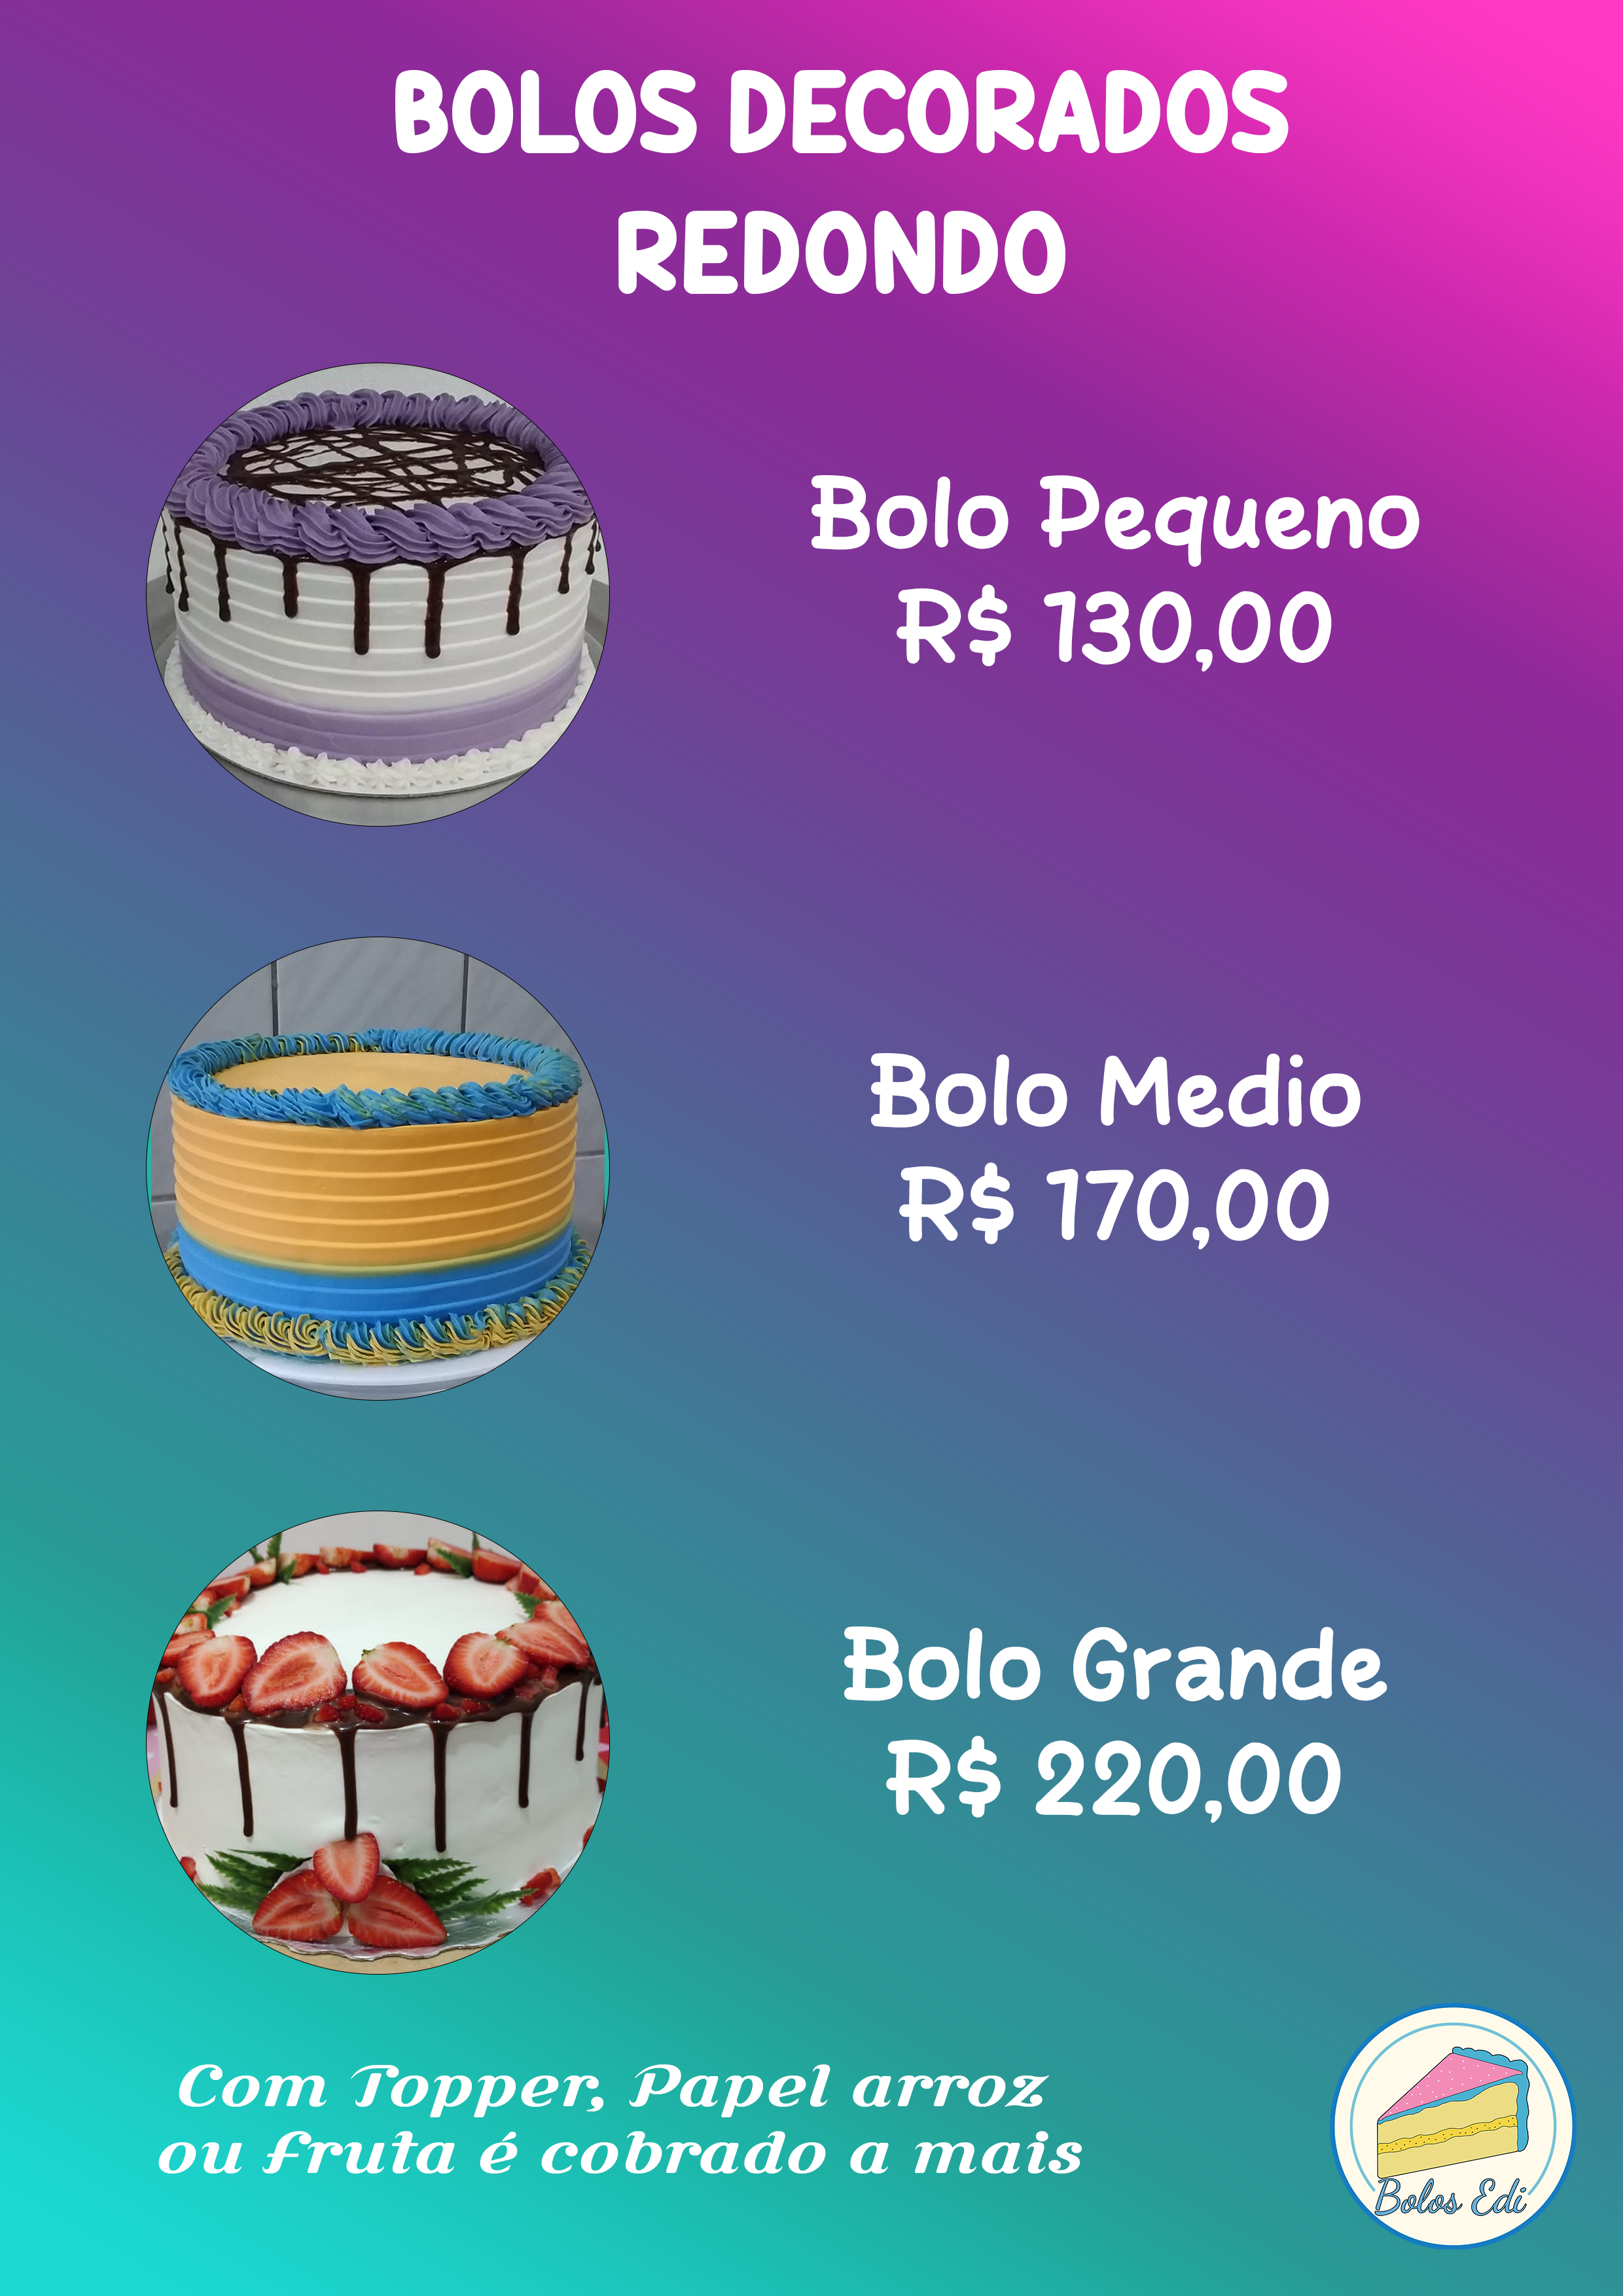 BOLOS DECORADOS
REDONDO
Bolo Pequeno
R$ 130,00
Bolo Medio
R$ 170,00
Bolo Grande
R$ 220,00
Com Topper, Papel arroz
ou fruta é cobrado a mais
Bolos Edi